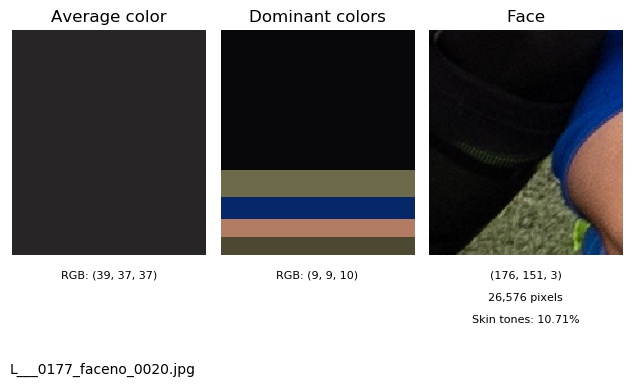 Average color
Dominant colors
Face
RGB: (39, 37, 37)
RGB: (9, 9, 10)
(176, 151, 3)
26,576 pixels
Skin tones: 10.71%
L___0177_faceno_0020.jpg